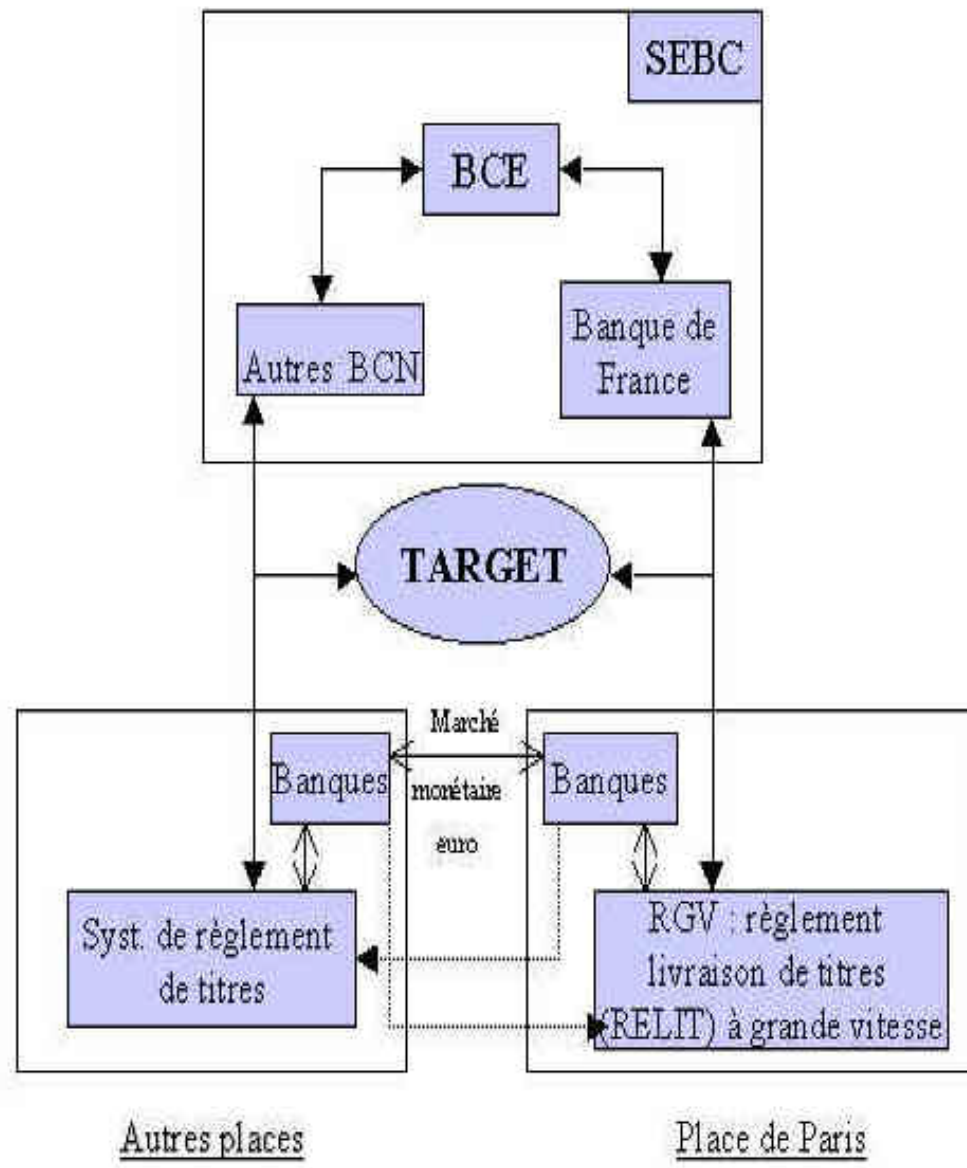 SEBC
BCE
Autres BCN
Banque de
France
TARGET
Marché
monétaire
euro
Banques
Banques
Syst. de règlement
de titres
RGV : règlement
livraison de titres
(RELIT) à grande vitesse
Autres places
Place de Paris